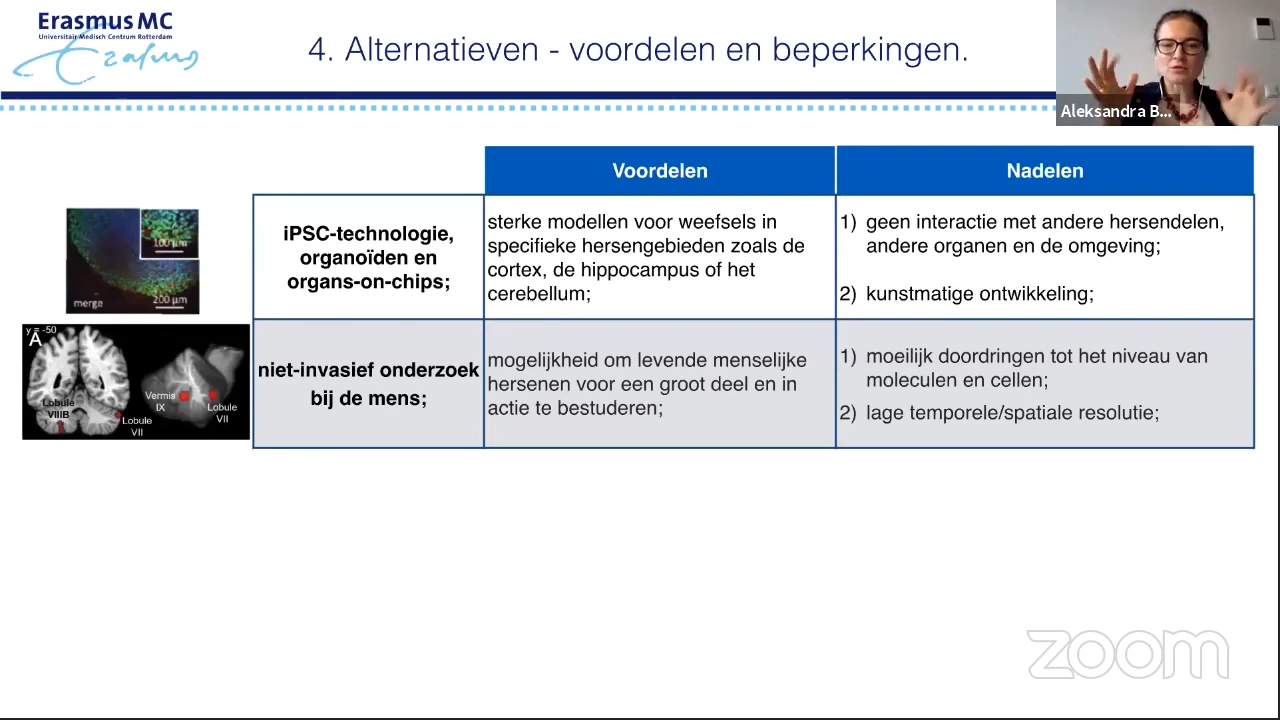 Erasmus MC
Universitair Medisch Centrum Rotterdam
Erasmus
4. Alternatieven - voordelen en beperkingen.
Aleksandra B...
Voordelen
Nadelen
100 µm
merge
200 µm
iPSC-technologie,
organoïden en
organs-on-chips;
sterke modellen voor weefsels in
specifieke hersengebieden zoals de
cortex, de hippocampus of het
cerebellum;
1) geen interactie met andere hersendelen,
andere organen en de omgeving;
2) kunstmatige ontwikkeling;
y = -50
A
Lobule
VIIIB
Lobule
VII
Vermis
IX
Lobule
VII
niet-invasief onderzoek
bij de mens;
mogelijkheid om levende menselijke
hersenen voor een groot deel en in
actie te bestuderen;
1) moeilijk doordringen tot het niveau van
moleculen en cellen;
2) lage temporele/spatiale resolutie;
zoom